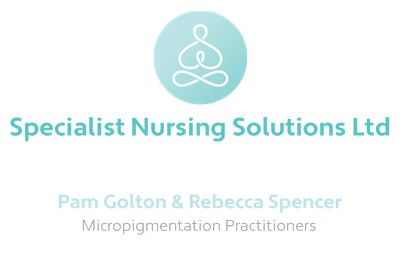 Specialist Nursing Solutions Ltd
Pam Golton & Rebecca Spencer
Micropigmentation Practitioners